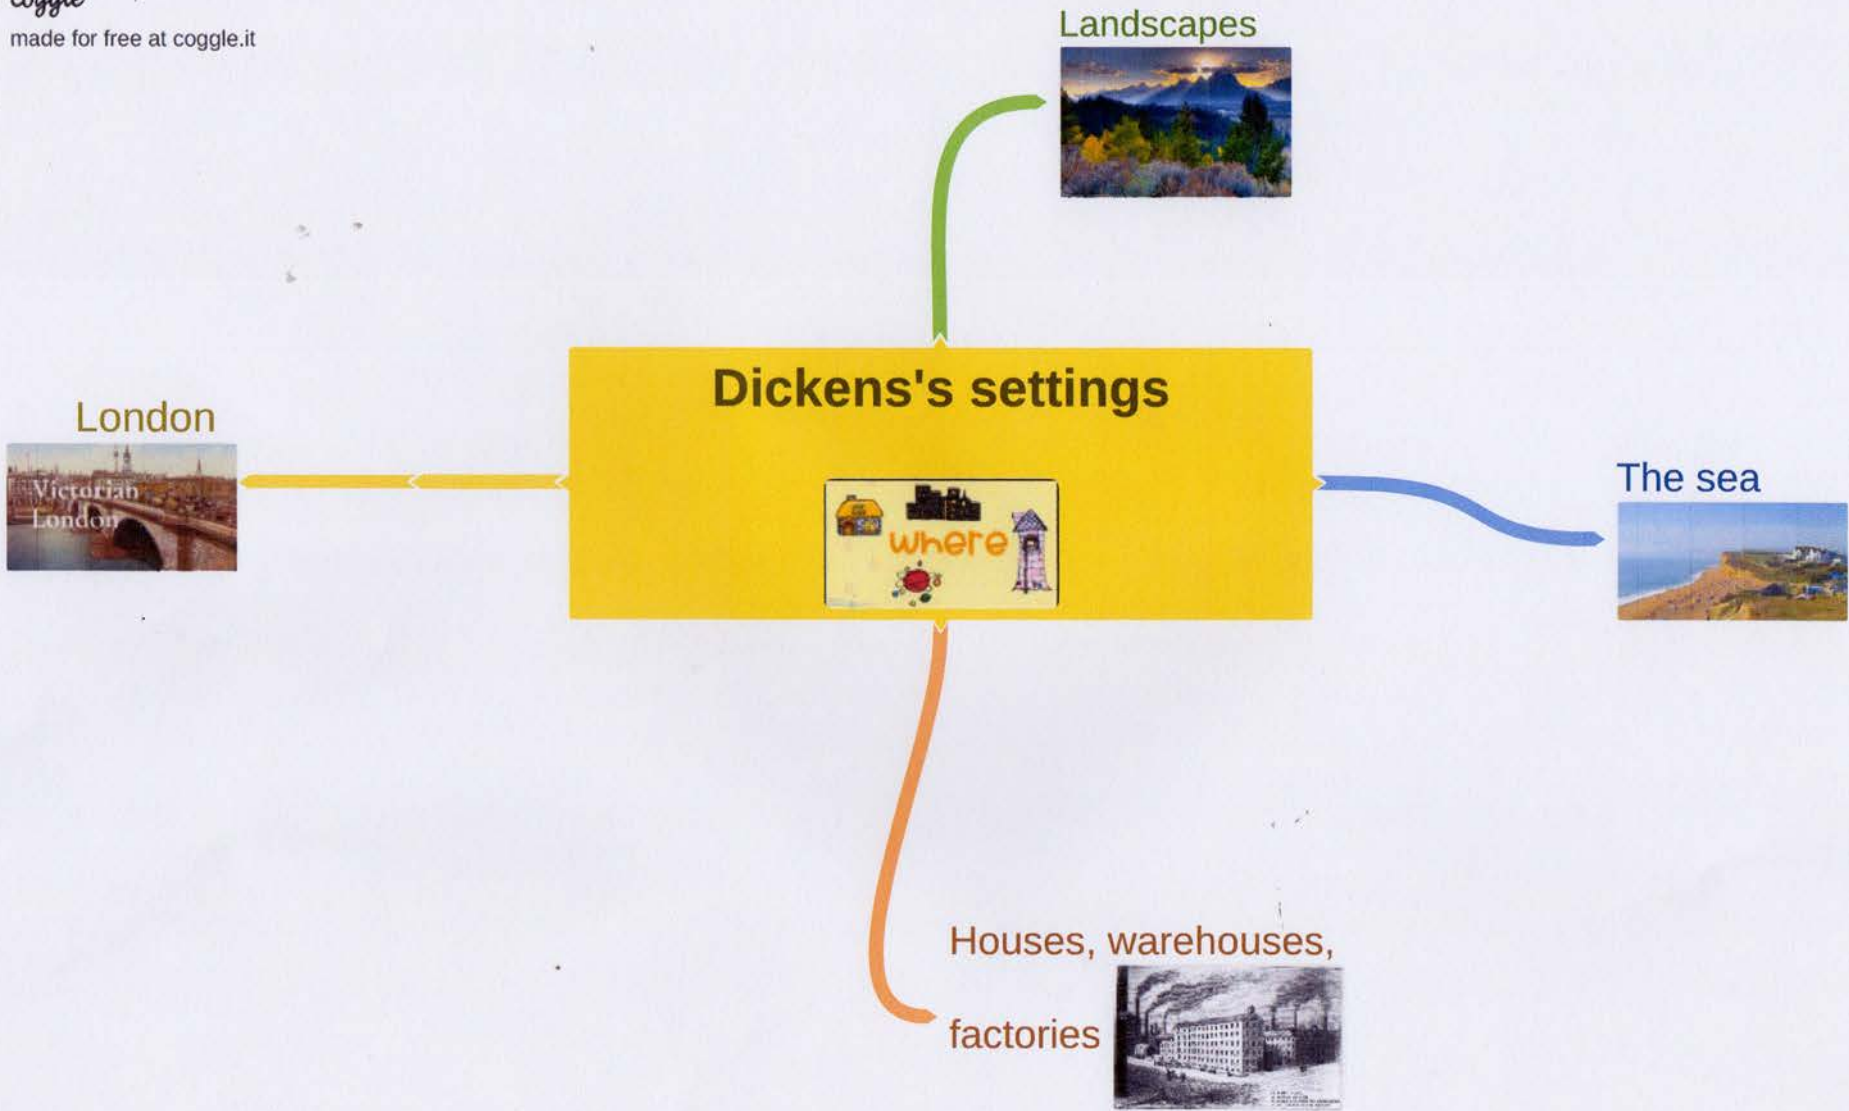 coggle
made for free at coggle.it
Landscapes
Dickens's settings
where
London
Victorian
London
The sea
Houses, warehouses,
factories